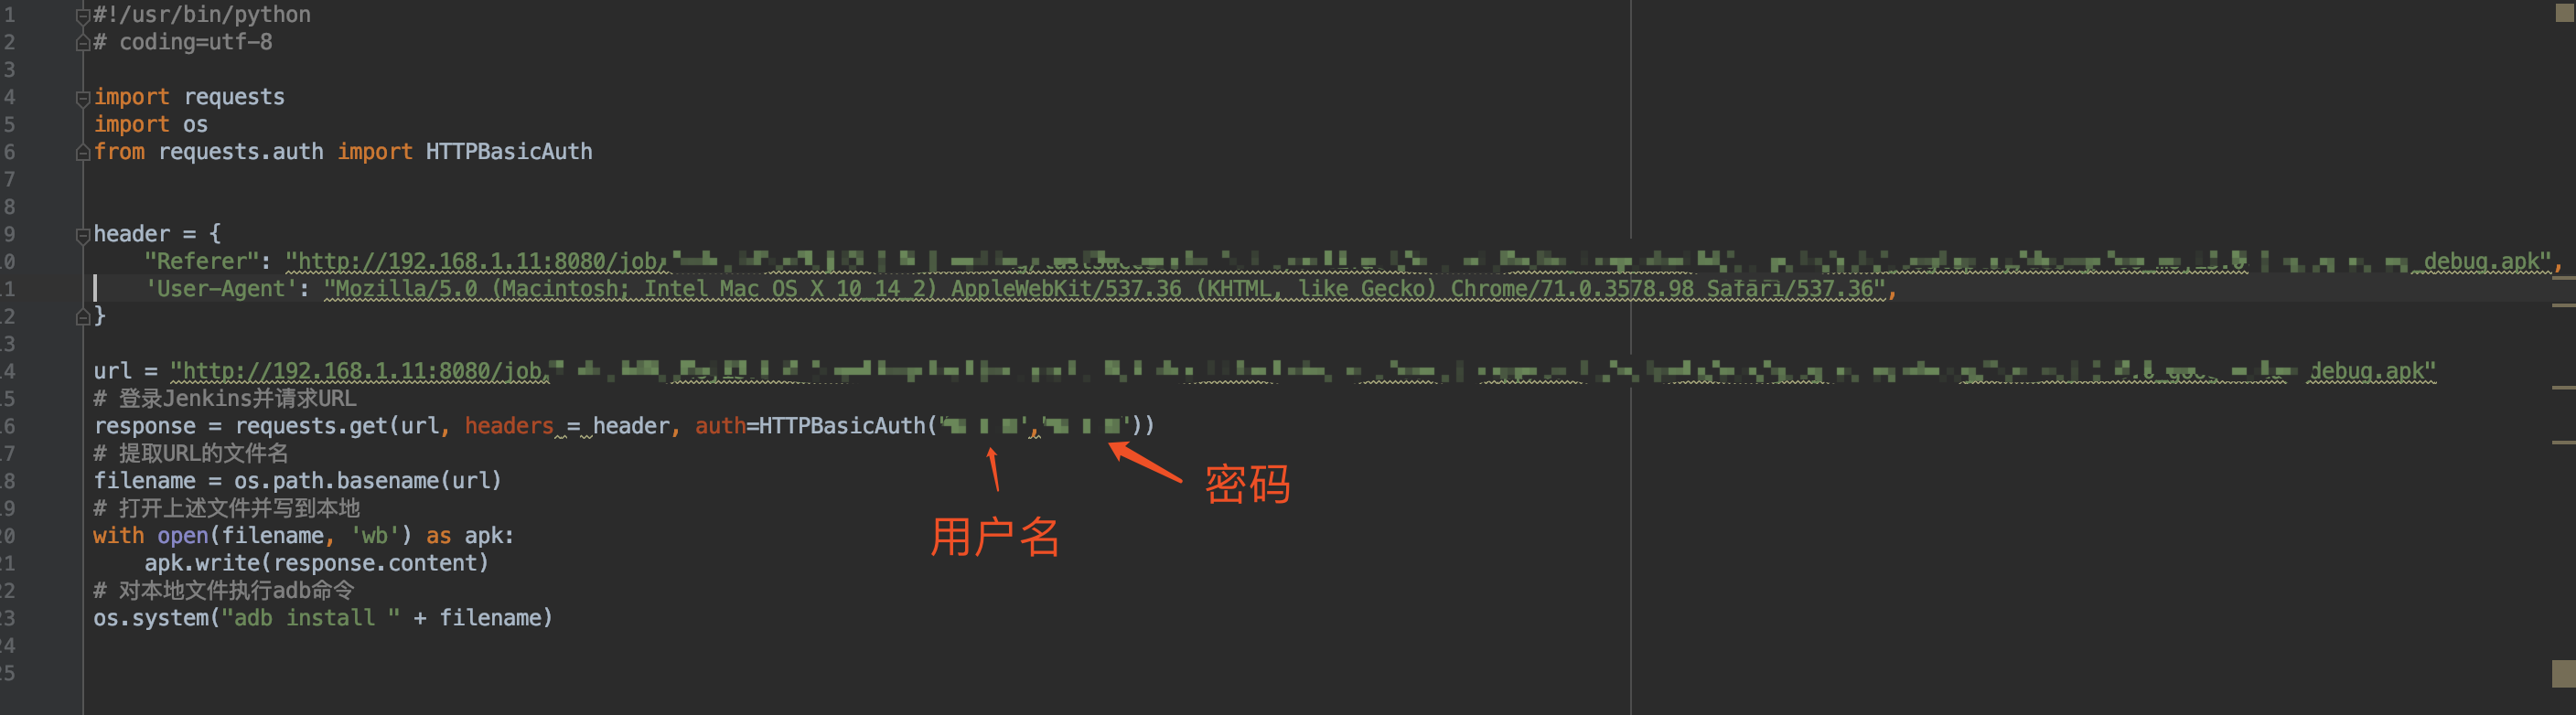 1 #!/usr/bin/python
2 # coding=utf-8
3
4 import requests
5 import os
6 from requests.auth import HTTPBasicAuth
7
8
9 header = {
10 "Referer": "http://192.168.1.11:8080/job/ _debug.apk",
11 'User-Agent': "Mozilla/5.0 (Macintosh; Intel Mac OS X 10_14_2) AppleWebKit/537.36 (KHTML, like Gecko) Chrome/71.0.3578.98 Safari/537.36",
12 }
13
14 url = "http://192.168.1.11:8080/job debug.apk"
15 # 登录Jenkins并请求URL
16 response = requests.get(url, headers = header, auth=HTTPBasicAuth('',''))
17 # 提取URL的文件名
密码
18 filename = os.path.basename(url)
19 # 打开上述文件并写到本地
用户名
20 with open(filename, 'wb') as apk:
21 apk.write(response.content)
22 # 对本地文件执行adb命令
23 os.system("adb install " + filename)
24
25